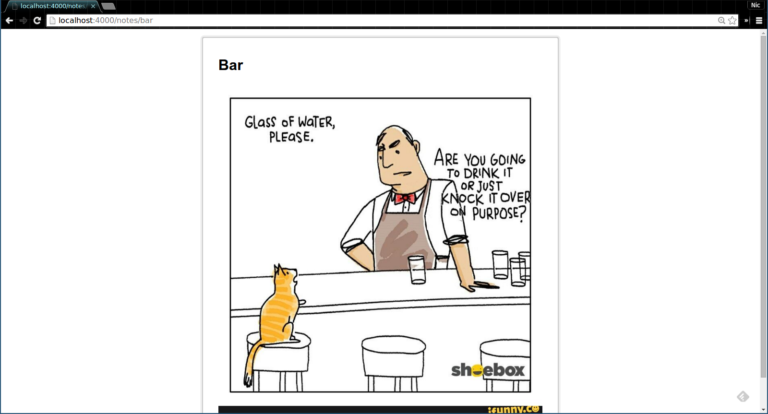 localhost:4000/notes/
Nic
localhost:4000/notes/bar
Bar
GLaSS oF WaTER,
PLEaSE.
ARE YOU GOING
TO DRINK IT
OR JUST
KNOCK IT OVER
ON PURPOSE?
shoebox
ifunny.co